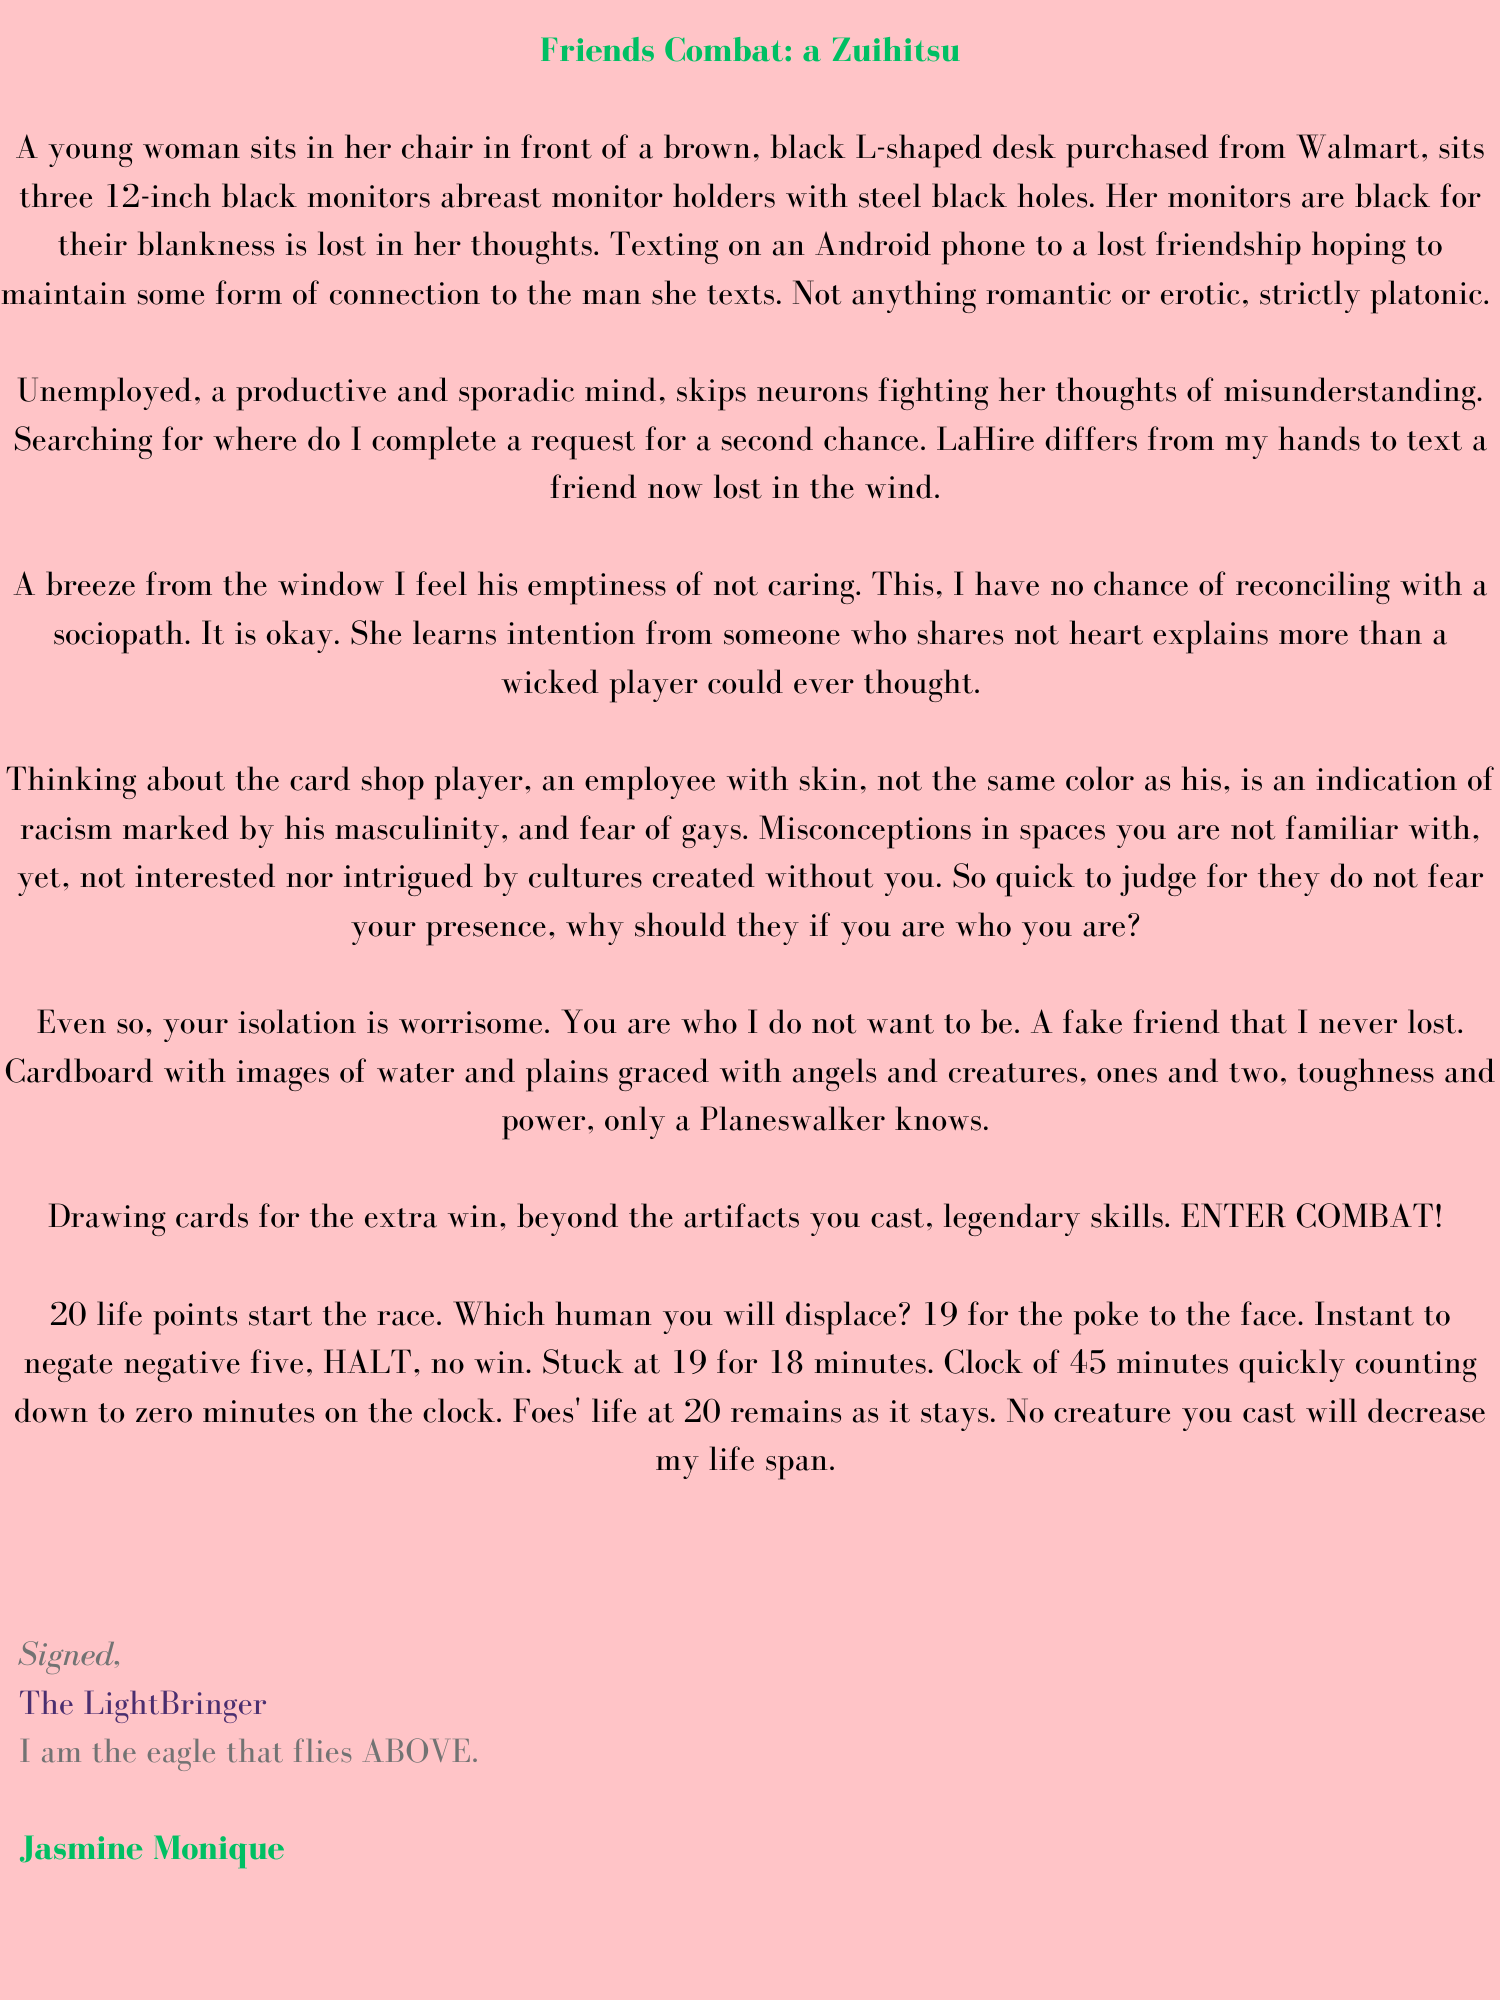 Friends Combat: a Zuihitsu
A young woman sits in her chair in front of a brown, black L-shaped desk purchased from Walmart, sits
three 12-inch black monitors abreast monitor holders with steel black holes. Her monitors are black for
their blankness is lost in her thoughts. Texting on an Android phone to a lost friendship hoping to
maintain some form of connection to the man she texts. Not anything romantic or erotic, strictly platonic.
Unemployed, a productive and sporadic mind, skips neurons fighting her thoughts of misunderstanding.
Searching for where do I complete a request for a second chance. LaHire differs from my hands to text a
friend now lost in the wind.
A breeze from the window I feel his emptiness of not caring. This, I have no chance of reconciling with a
sociopath. It is okay. She learns intention from someone who shares not heart explains more than a
wicked player could ever thought.
Thinking about the card shop player, an employee with skin, not the same color as his, is an indication of
racism marked by his masculinity, and fear of gays. Misconceptions in spaces you are not familiar with,
yet, not interested nor intrigued by cultures created without you. So quick to judge for they do not fear
your presence, why should they if you are who you are?
Even so, your isolation is worrisome. You are who I do not want to be. A fake friend that I never lost.
Cardboard with images of water and plains graced with angels and creatures, ones and two, toughness and
power, only a Planeswalker knows.
Drawing cards for the extra win, beyond the artifacts you cast, legendary skills. ENTER COMBAT!
20 life points start the race. Which human you will displace? 19 for the poke to the face. Instant to
negate negative five, HALT, no win. Stuck at 19 for 18 minutes. Clock of 45 minutes quickly counting
down to zero minutes on the clock. Foes' life at 20 remains as it stays. No creature you cast will decrease
my life span.
Signed,
The LightBringer
I am the eagle that flies ABOVE.
Jasmine Monique